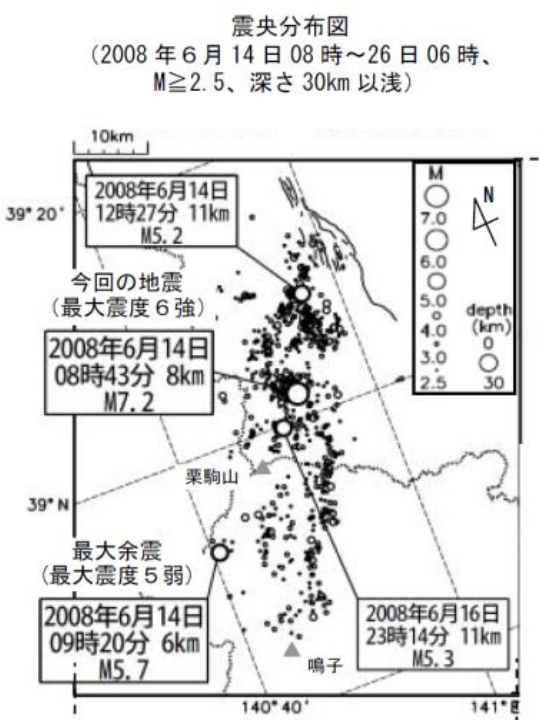 震央分布図
（2008年６月14日08時～26日06時、
M≧2.5、深さ30km以浅）
10km
39°20'
2008年6月14日
12時27分 11km
M5.2
M
7.0
6.0
5.0
4.0
3.0
2.5
N
depth
(km)
0
30
今回の地震
（最大震度６強）
2008年6月14日
08時43分 8km
M7.2
栗駒山
39°N
最大余震
（最大震度５弱）
2008年6月14日
09時20分 6km
M5.7
2008年6月16日
23時14分 11km
M5.3
鳴子
140°40'
141°E